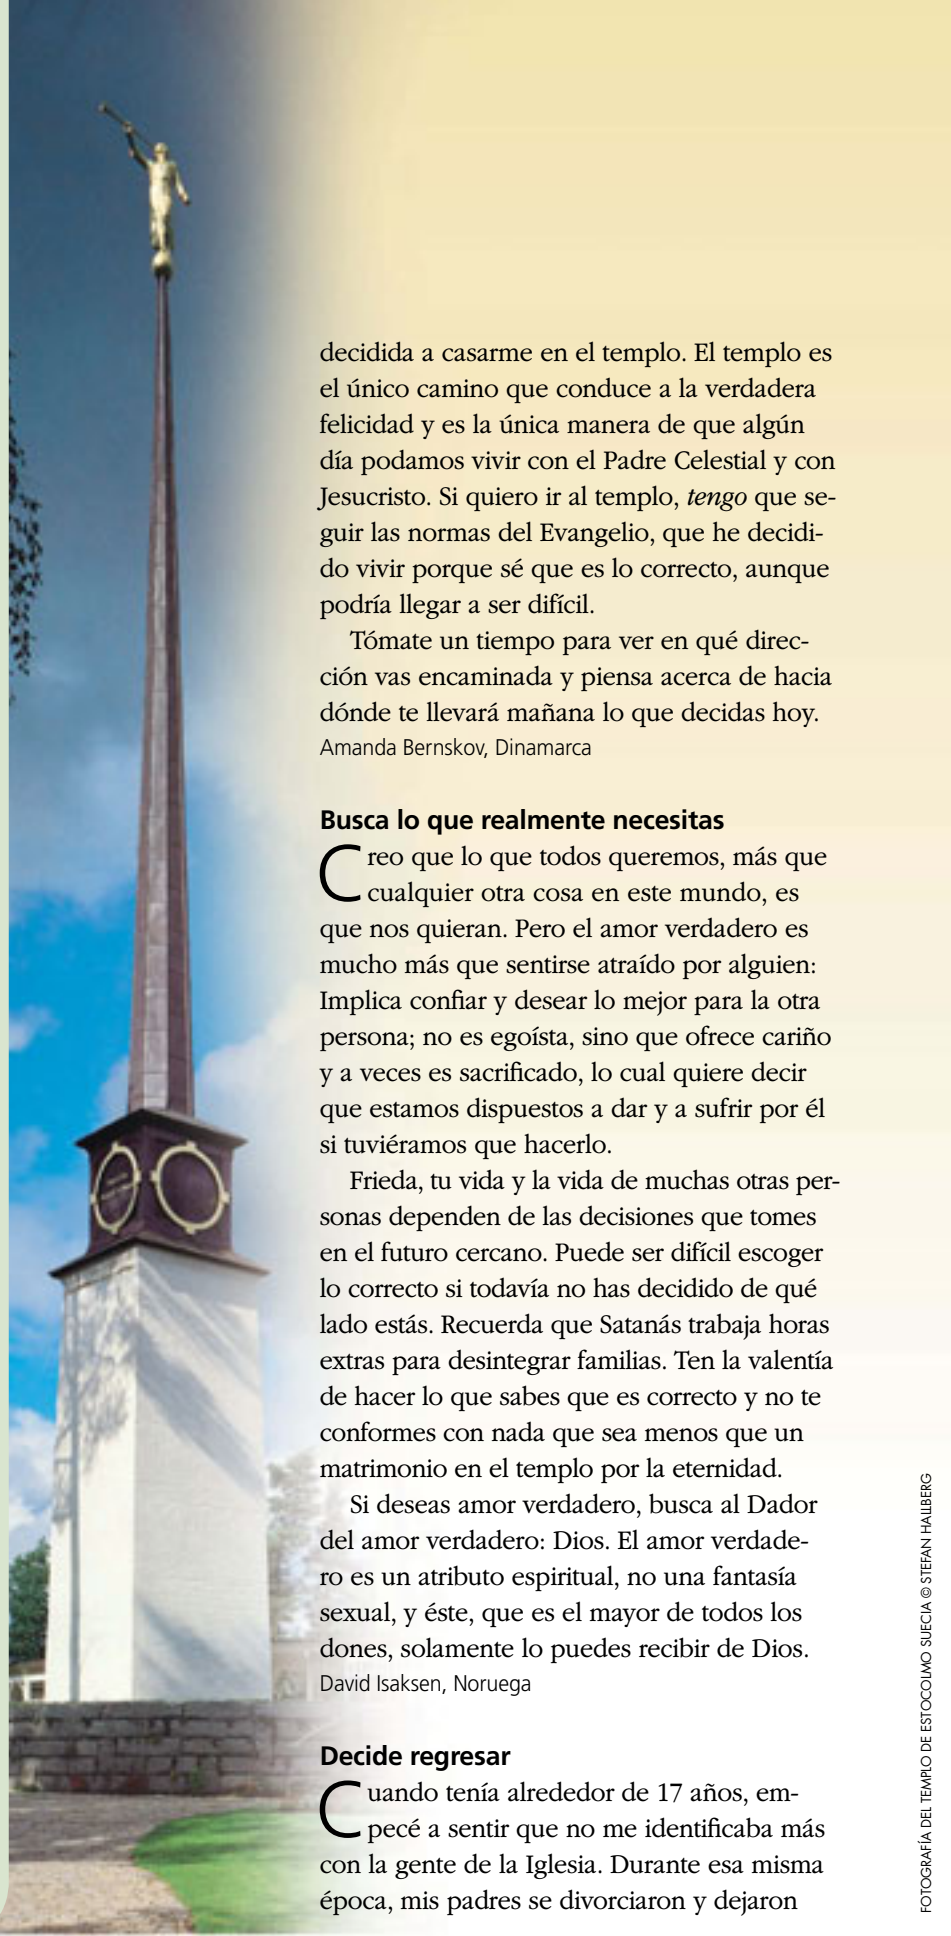 decidida a casarme en el templo. El templo es
el único camino que conduce a la verdadera
felicidad y es la única manera de que algún
día podamos vivir con el Padre Celestial y con
Jesucristo. Si quiero ir al templo, tengo que se-
guir las normas del Evangelio, que he decidi-
do vivir porque sé que es lo correcto, aunque
podría llegar a ser difícil.
Tómate un tiempo para ver en qué direc-
ción vas encaminada y piensa acerca de hacia
dónde te llevará mañana lo que decidas hoy.
Amanda Bernskov, Dinamarca
Busca lo que realmente necesitas
Creo que lo que todos queremos, más que
cualquier otra cosa en este mundo, es
que nos quieran. Pero el amor verdadero es
mucho más que sentirse atraído por alguien:
Implica confiar y desear lo mejor para la otra
persona; no es egoísta, sino que ofrece cariño
y a veces es sacrificado, lo cual quiere decir
que estamos dispuestos a dar y a sufrir por él
si tuviéramos que hacerlo.
Frieda, tu vida y la vida de muchas otras per-
sonas dependen de las decisiones que tomes
en el futuro cercano. Puede ser difícil escoger
lo correcto si todavía no has decidido de qué
lado estás. Recuerda que Satanás trabaja horas
extras para desintegrar familias. Ten la valentía
de hacer lo que sabes que es correcto y no te
conformes con nada que sea menos que un
matrimonio en el templo por la eternidad.
Si deseas amor verdadero, busca al Dador
del amor verdadero: Dios. El amor verdade-
ro es un atributo espiritual, no una fantasía
sexual, y éste, que es el mayor de todos los
dones, solamente lo puedes recibir de Dios.
David Isaksen, Noruega
Decide regresar
Cuando tenía alrededor de 17 años, em-
pecé a sentir que no me identificaba más
con la gente de la Iglesia. Durante esa misma
época, mis padres se divorciaron y dejaron
FOTOGRAFÍA DEL TEMPLO DE ESTOCOLMO SUECIA © STEFAN HALLBERG